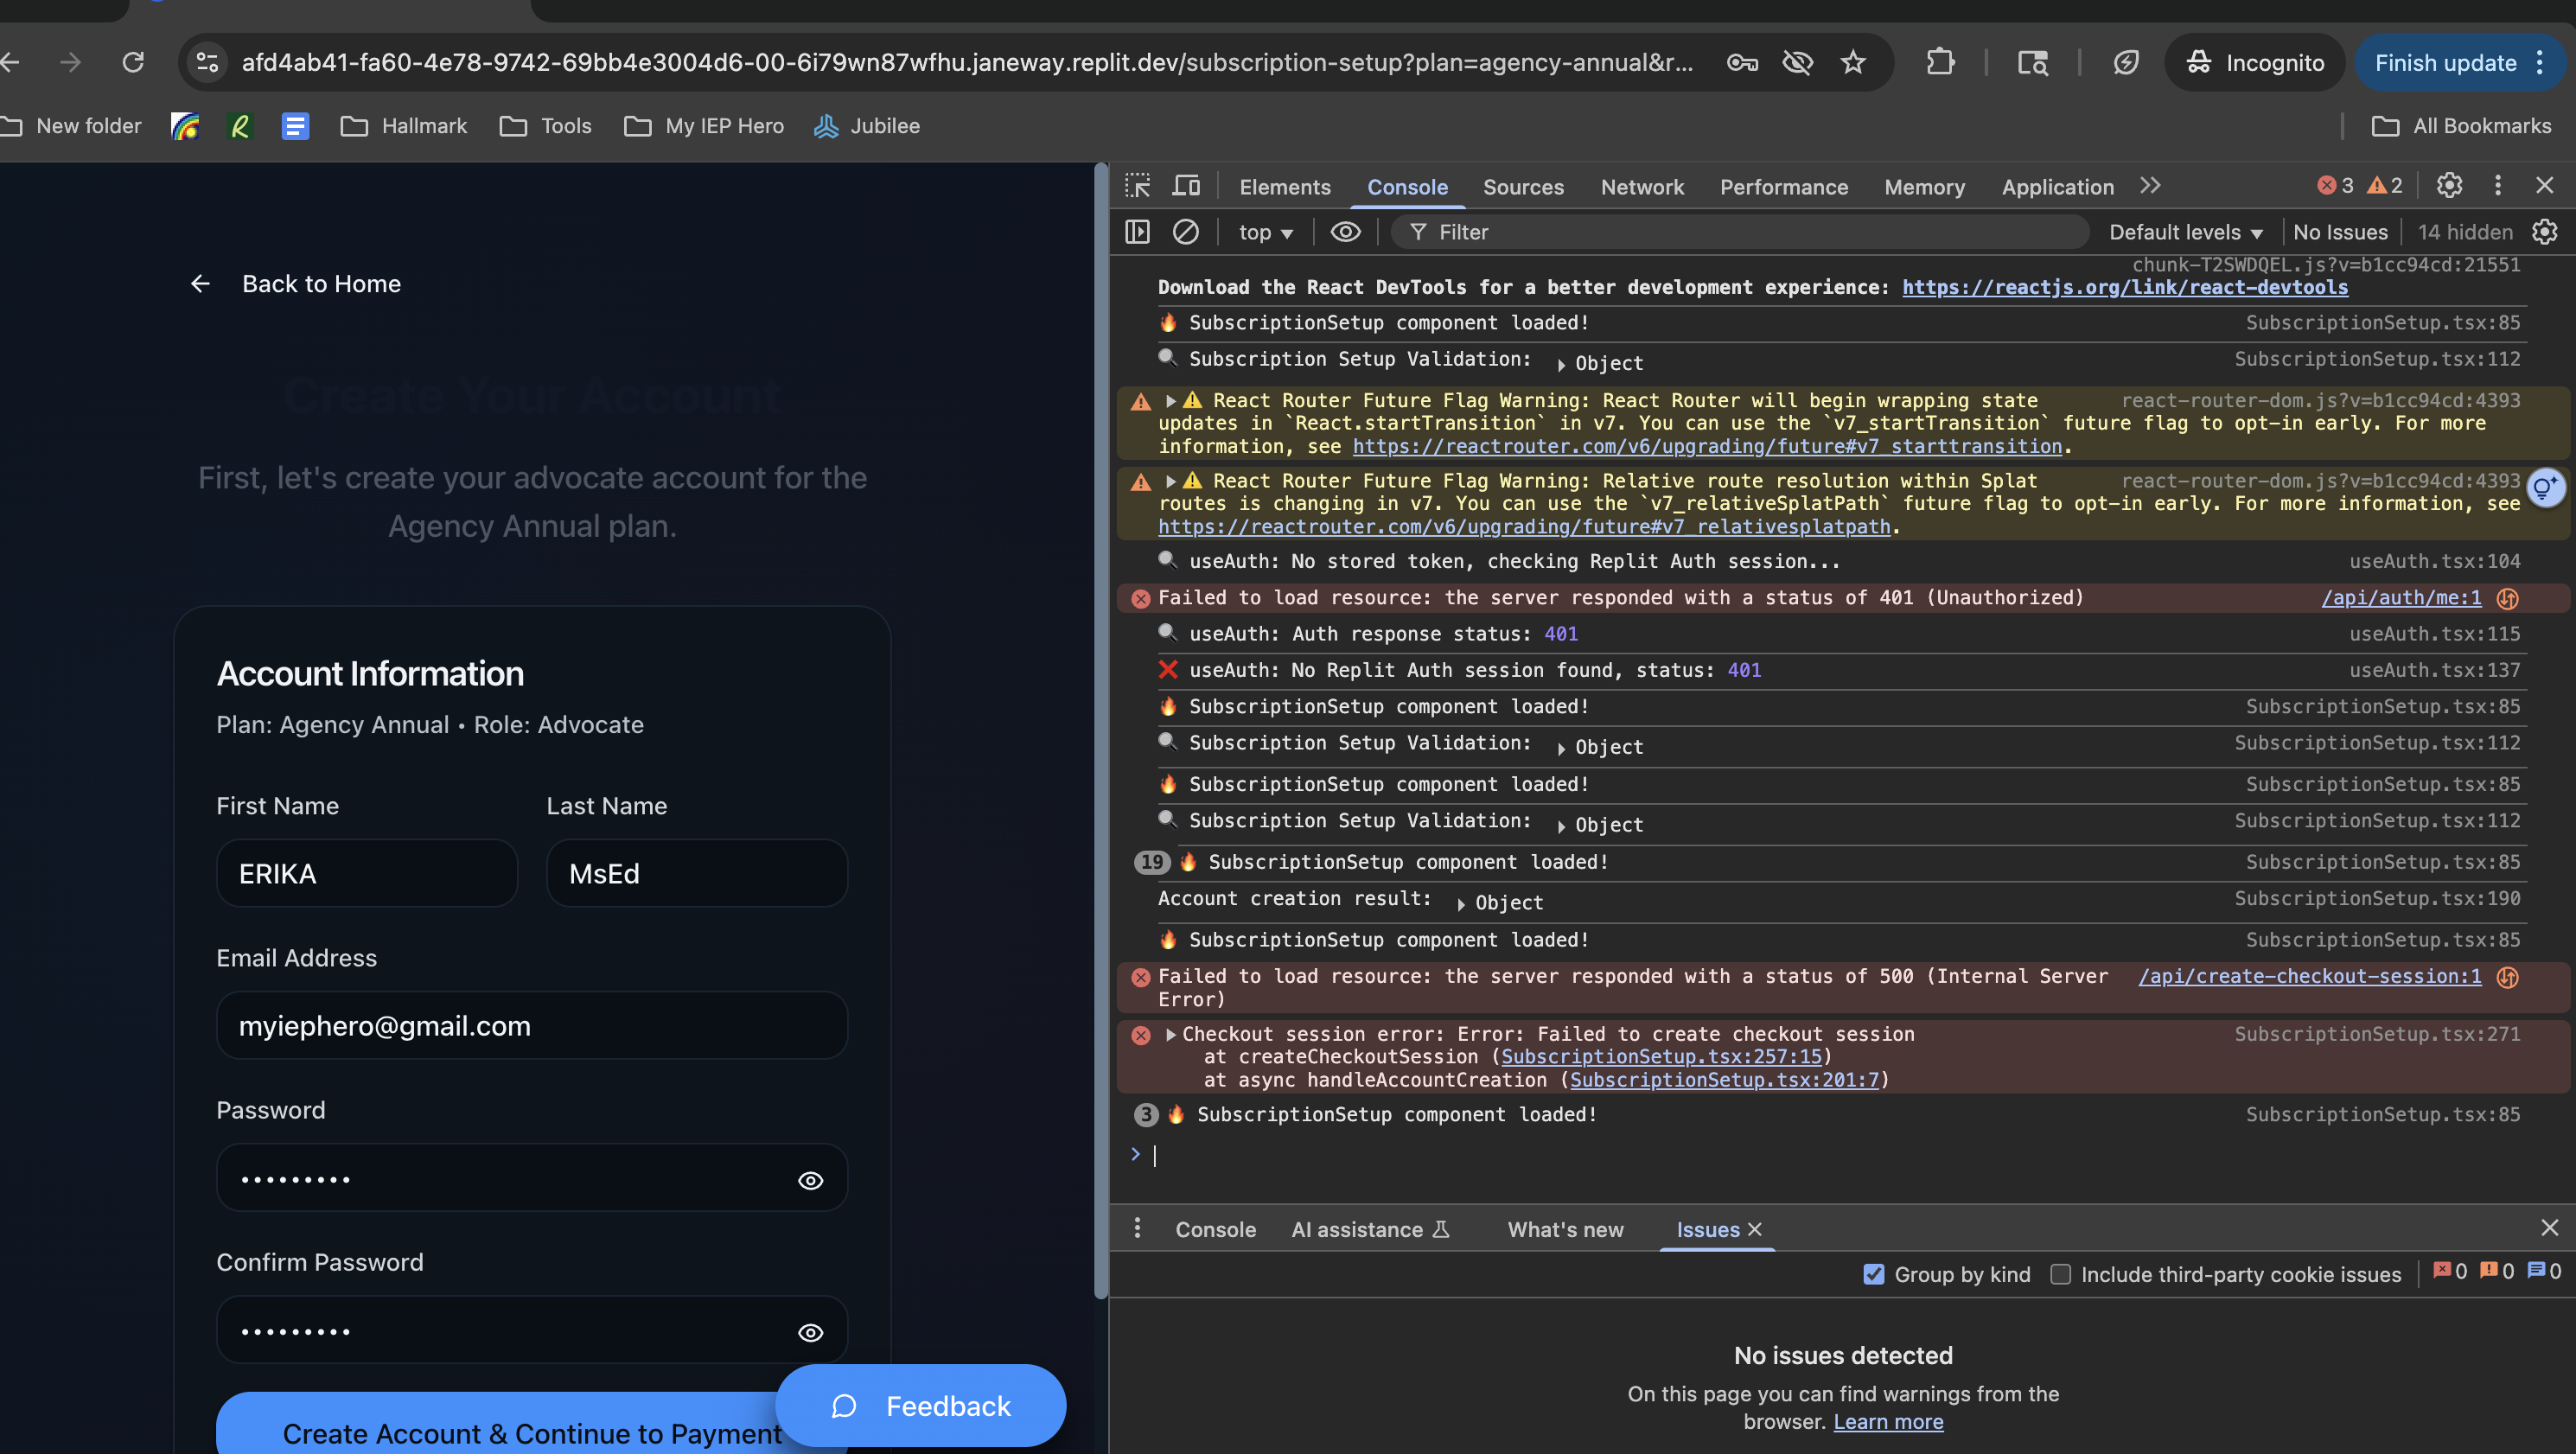 afd4ab41-fa60-4e78-9742-69bb4e3004d6-00-6i79wn87wfhu.janeway.replit.dev/subscription-setup?plan=agency-annual&r...
Incognito
Finish update
New folder
Hallmark
Tools
My IEP Hero
Jubilee
All Bookmarks
Back to Home
Create Your Account
First, let's create your advocate account for the
Agency Annual plan.
Account Information
Plan: Agency Annual • Role: Advocate
First Name
Last Name
ERIKA
MsEd
Email Address
myiephero@gmail.com
Password
•••••••••
Confirm Password
•••••••••
Create Account & Continue to Payment
Feedback
Elements
Console
Sources
Network
Performance
Memory
Application
3
2
top
Filter
Default levels
No Issues
14 hidden
chunk-T2SWDQEL.js?v=b1cc94cd:21551
Download the React DevTools for a better development experience: https://reactjs.org/link/react-devtools
🔥 SubscriptionSetup component loaded! SubscriptionSetup.tsx:85
🔍 Subscription Setup Validation: ▶ Object SubscriptionSetup.tsx:112
▶⚠️ React Router Future Flag Warning: React Router will begin wrapping state react-router-dom.js?v=b1cc94cd:4393
updates in `React.startTransition` in v7. You can use the `v7_startTransition` future flag to opt-in early. For more
information, see https://reactrouter.com/v6/upgrading/future#v7_starttransition.
▶⚠️ React Router Future Flag Warning: Relative route resolution within Splat react-router-dom.js?v=b1cc94cd:4393
routes is changing in v7. You can use the `v7_relativeSplatPath` future flag to opt-in early. For more information, see
https://reactrouter.com/v6/upgrading/future#v7_relativesplatpath.
🔍 useAuth: No stored token, checking Replit Auth session... useAuth.tsx:104
Failed to load resource: the server responded with a status of 401 (Unauthorized) /api/auth/me:1
🔍 useAuth: Auth response status: 401 useAuth.tsx:115
❌ useAuth: No Replit Auth session found, status: 401 useAuth.tsx:137
🔥 SubscriptionSetup component loaded! SubscriptionSetup.tsx:85
🔍 Subscription Setup Validation: ▶ Object SubscriptionSetup.tsx:112
🔥 SubscriptionSetup component loaded! SubscriptionSetup.tsx:85
🔍 Subscription Setup Validation: ▶ Object SubscriptionSetup.tsx:112
19 🔥 SubscriptionSetup component loaded! SubscriptionSetup.tsx:85
Account creation result: ▶ Object SubscriptionSetup.tsx:190
🔥 SubscriptionSetup component loaded! SubscriptionSetup.tsx:85
Failed to load resource: the server responded with a status of 500 (Internal Server /api/create-checkout-session:1
Error)
▶Checkout session error: Error: Failed to create checkout session SubscriptionSetup.tsx:271
at createCheckoutSession (SubscriptionSetup.tsx:257:15)
at async handleAccountCreation (SubscriptionSetup.tsx:201:7)
3 🔥 SubscriptionSetup component loaded! SubscriptionSetup.tsx:85
Console
AI assistance
What's new
Issues
Group by kind
Include third-party cookie issues
0
0
0
No issues detected
On this page you can find warnings from the
browser. Learn more